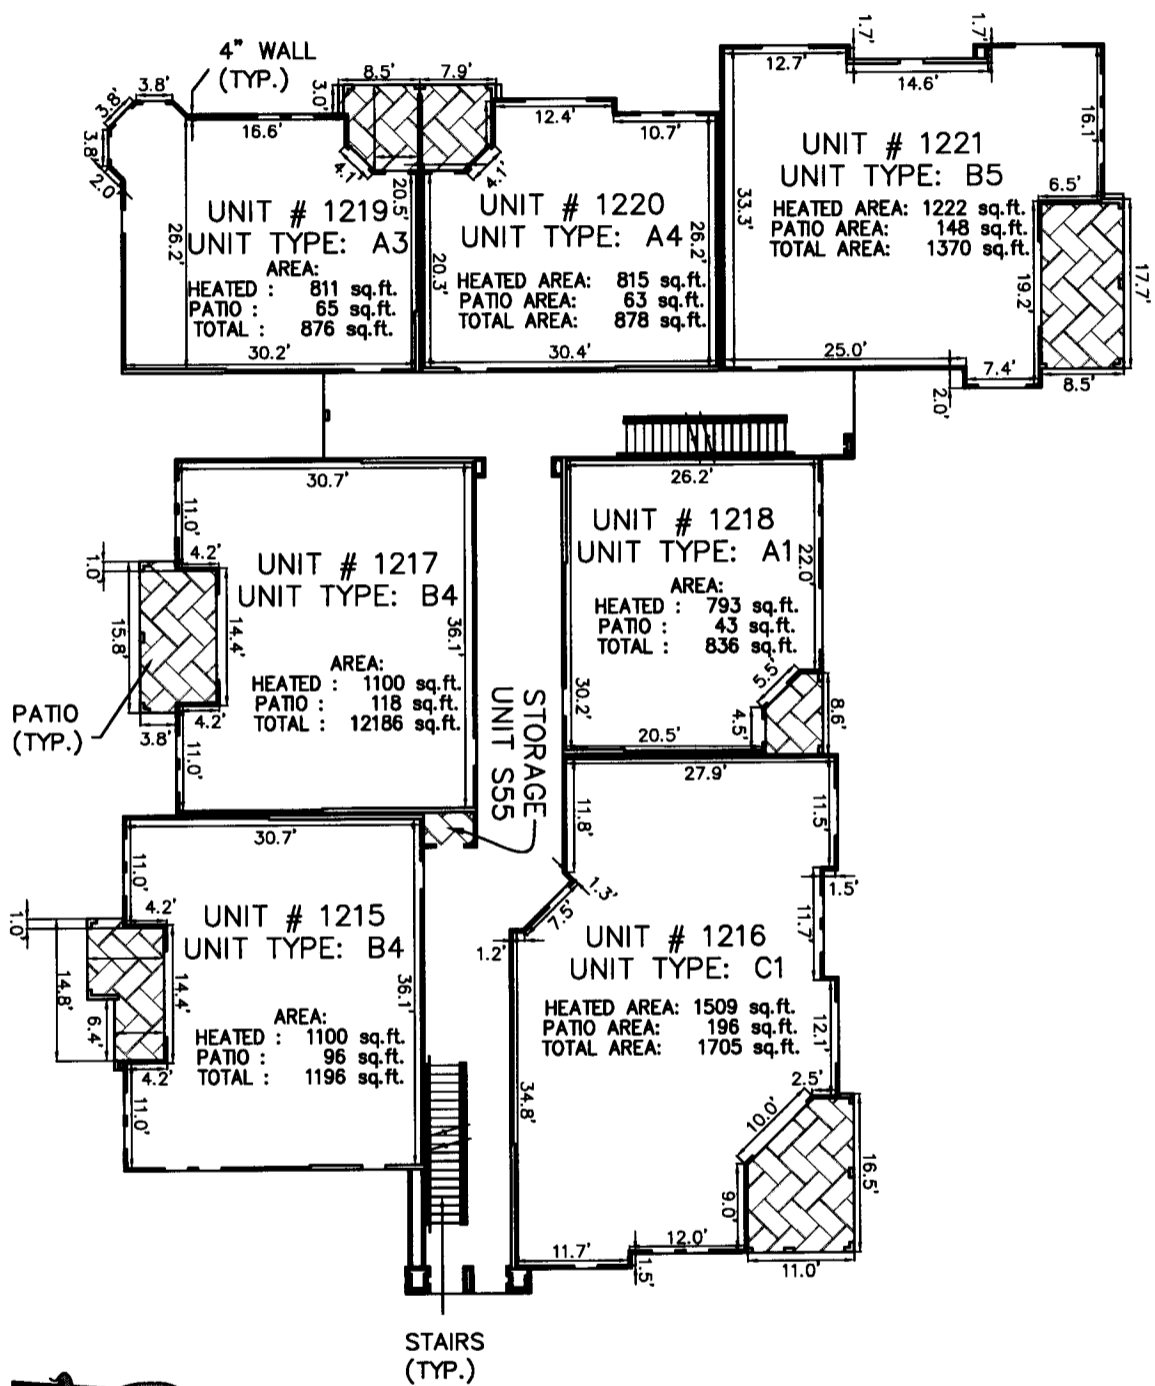 4" WALL
(TYP.)
3.8'
3.8'
3.8'
2.0'
16.6'
3.0'
8.5'
7.9'
4.1'
4.1'
20.5'
26.2'
UNIT # 1219
UNIT TYPE: A3
AREA:
HEATED : 811 sq.ft.
PATIO : 65 sq.ft.
TOTAL : 876 sq.ft.
30.2'
12.4'
10.7'
UNIT # 1220
UNIT TYPE: A4
26.2'
20.3'
HEATED AREA: 815 sq.ft.
PATIO AREA: 63 sq.ft.
TOTAL AREA: 878 sq.ft.
30.4'
1.7'
1.7'
12.7'
14.6'
16.1'
UNIT # 1221
UNIT TYPE: B5
33.3'
6.5'
HEATED AREA: 1222 sq.ft.
PATIO AREA: 148 sq.ft.
TOTAL AREA: 1370 sq.ft.
19.2'
17.7'
25.0'
7.4'
2.0'
8.5'
30.7'
11.0'
4.2'
1.0'
UNIT # 1217
UNIT TYPE: B4
15.8'
14.4'
36.1'
AREA:
HEATED : 1100 sq.ft.
PATIO : 118 sq.ft.
TOTAL : 12186 sq.ft.
4.2'
3.8'
11.0'
PATIO
(TYP.)
STORAGE
UNIT S55
26.2'
UNIT # 1218
UNIT TYPE: A1
22.0'
AREA:
HEATED : 793 sq.ft.
PATIO : 43 sq.ft.
TOTAL : 836 sq.ft.
30.2'
5.5'
4.5'
8.6'
20.5'
30.7'
11.0'
4.2'
1.0'
UNIT # 1215
UNIT TYPE: B4
14.8'
14.4'
6.4'
36.1'
AREA:
HEATED : 1100 sq.ft.
PATIO : 96 sq.ft.
TOTAL : 1196 sq.ft.
4.2'
11.0'
27.9'
11.8'
11.5'
1.3'
7.5'
1.5'
11.7'
1.2'
UNIT # 1216
UNIT TYPE: C1
HEATED AREA: 1509 sq.ft.
PATIO AREA: 196 sq.ft.
TOTAL AREA: 1705 sq.ft.
12.1'
2.5'
34.8'
10.0'
16.5'
9.0'
11.7'
12.0'
1.5'
11.0'
STAIRS
(TYP.)